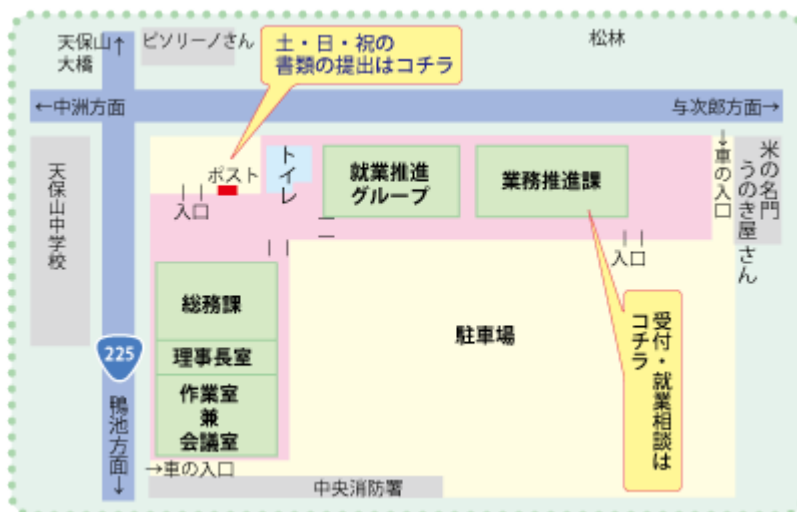 天保山↑
大橋
ピソリーノさん
土・日・祝の
書類の提出はコチラ
松林
←中洲方面
与次郎方面→
天保山中学校
ポスト
入口
トイレ
就業推進
グループ
業務推進課
→車の入口
米の名門
うのき屋さん
入口
総務課
理事長室
作業室
兼
会議室
駐車場
受付・就業相談は
コチラ
225
鴨池方面→
→車の入口
中央消防署